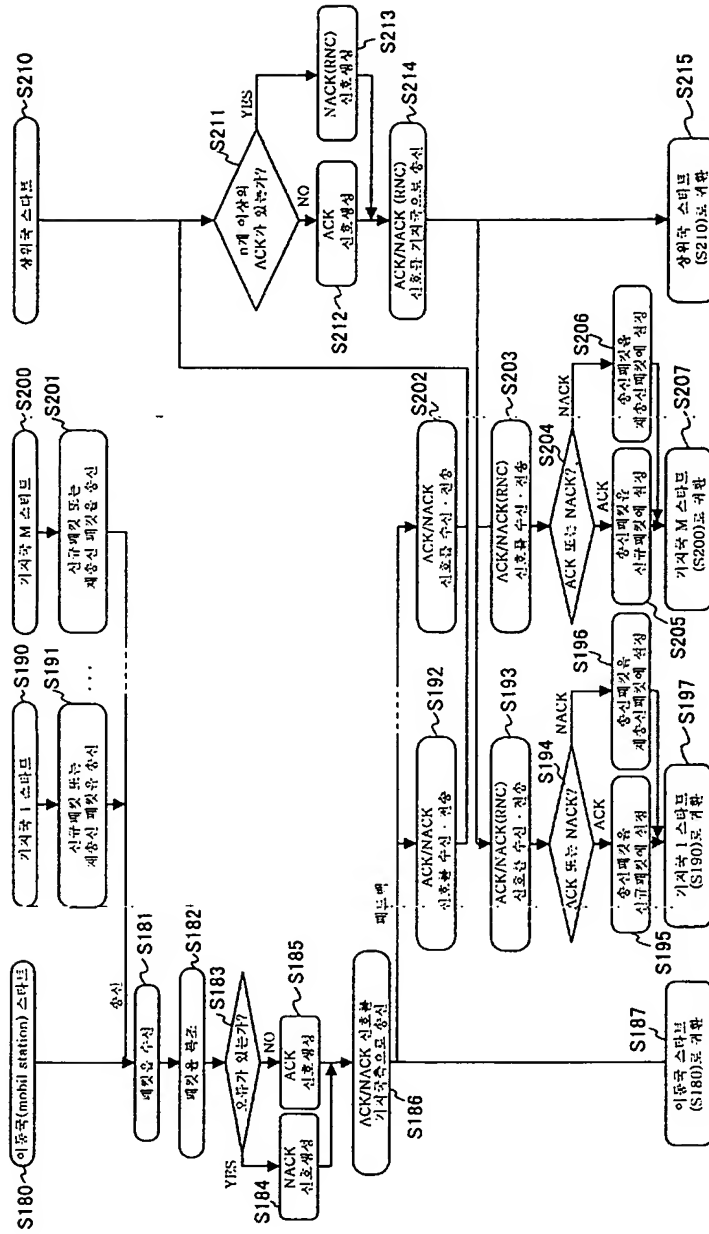 S180
이동국(mobil station) 스타트
송신
S181
패킷을 수신
S182
패킷을 복조
S183
오류가 있는가?
YES
NO
S184
NACK
신호생성
S185
ACK
신호생성
ACK/NACK 신호를
기지국측으로 송신
S186
피드백
S187
이동국 스타트
(S180)로 귀환
S190
기지국 1 스타트
S191
신규패킷 또는
재송신 패킷을 송신
...
S192
ACK/NACK
신호를 수신·전송
S193
ACK/NACK(RNC)
신호를 수신·전송
S194
ACK 또는 NACK?
NACK
ACK
S195
송신패킷을
신규패킷에 설정
S196
송신패킷을
재송신패킷에 설정
S197
기지국 1 스타트
(S190)로 귀환
S200
기지국 M 스타트
S201
신규패킷 또는
재송신 패킷을 송신
S202
ACK/NACK
신호를 수신·전송
S203
ACK/NACK(RNC)
신호를 수신·전송
S204
ACK 또는 NACK?
NACK
ACK
S205
송신패킷을
신규패킷에 설정
S206
송신패킷을
재송신패킷에 설정
S207
기지국 M 스타트
(S200)로 귀환
S210
상위국 스타트
S211
n개 이상의
ACK가 있는가?
YES
NO
S212
ACK
신호생성
S213
NACK(RNC)
신호생성
S214
ACK/NACK (RNC)
신호를 기지국으로 송신
S215
상위국 스타트
(S210)로 귀환